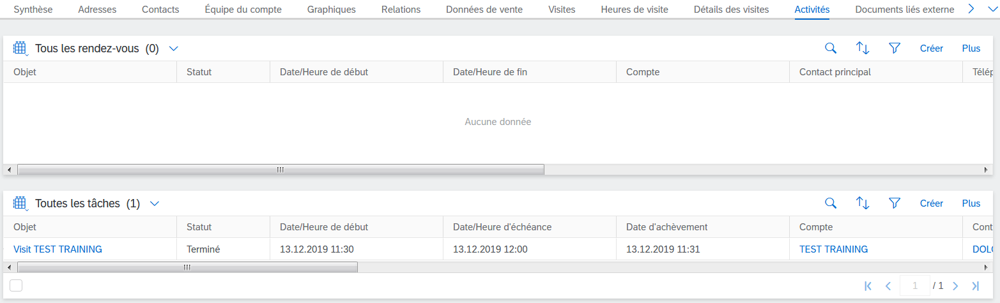 Synthèse Adresses Contacts Équipe du compte Graphiques Relations Données de vente Visites Heures de visite Détails des visites Activités Documents liés externe
Tous les rendez-vous (0) Créer Plus
Objet Statut Date/Heure de début Date/Heure de fin Compte Contact principal Télép
Aucune donnée
Toutes les tâches (1) Créer Plus
Objet Statut Date/Heure de début Date/Heure d'échéance Date d'achèvement Compte Cont
Visit TEST TRAINING Terminé 13.12.2019 11:30 13.12.2019 12:00 13.12.2019 11:31 TEST TRAINING DOLO
1 / 1